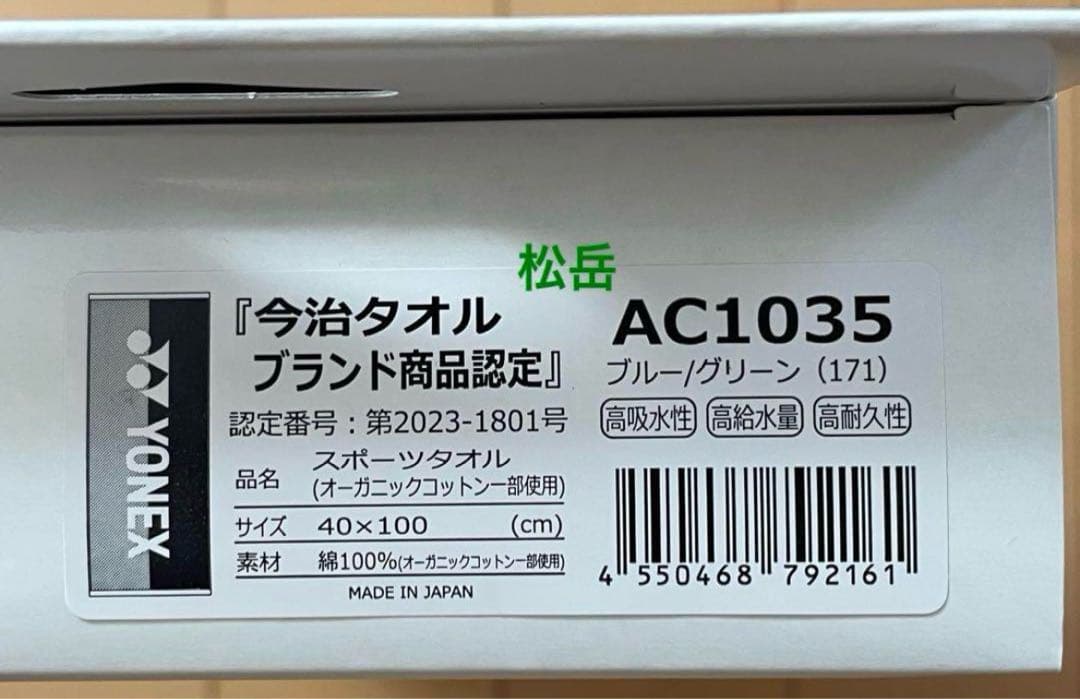 松岳
YONEX
『今治タオル
ブランド商品認定』
認定番号：第2023-1801号
品名 スポーツタオル
(オーガニックコットン一部使用)
サイズ 40×100 (cm)
素材 綿100%(オーガニックコットン一部使用)
MADE IN JAPAN
AC1035
ブルー/グリーン（171）
高吸水性 高給水量 高耐久性
4 550468 792161